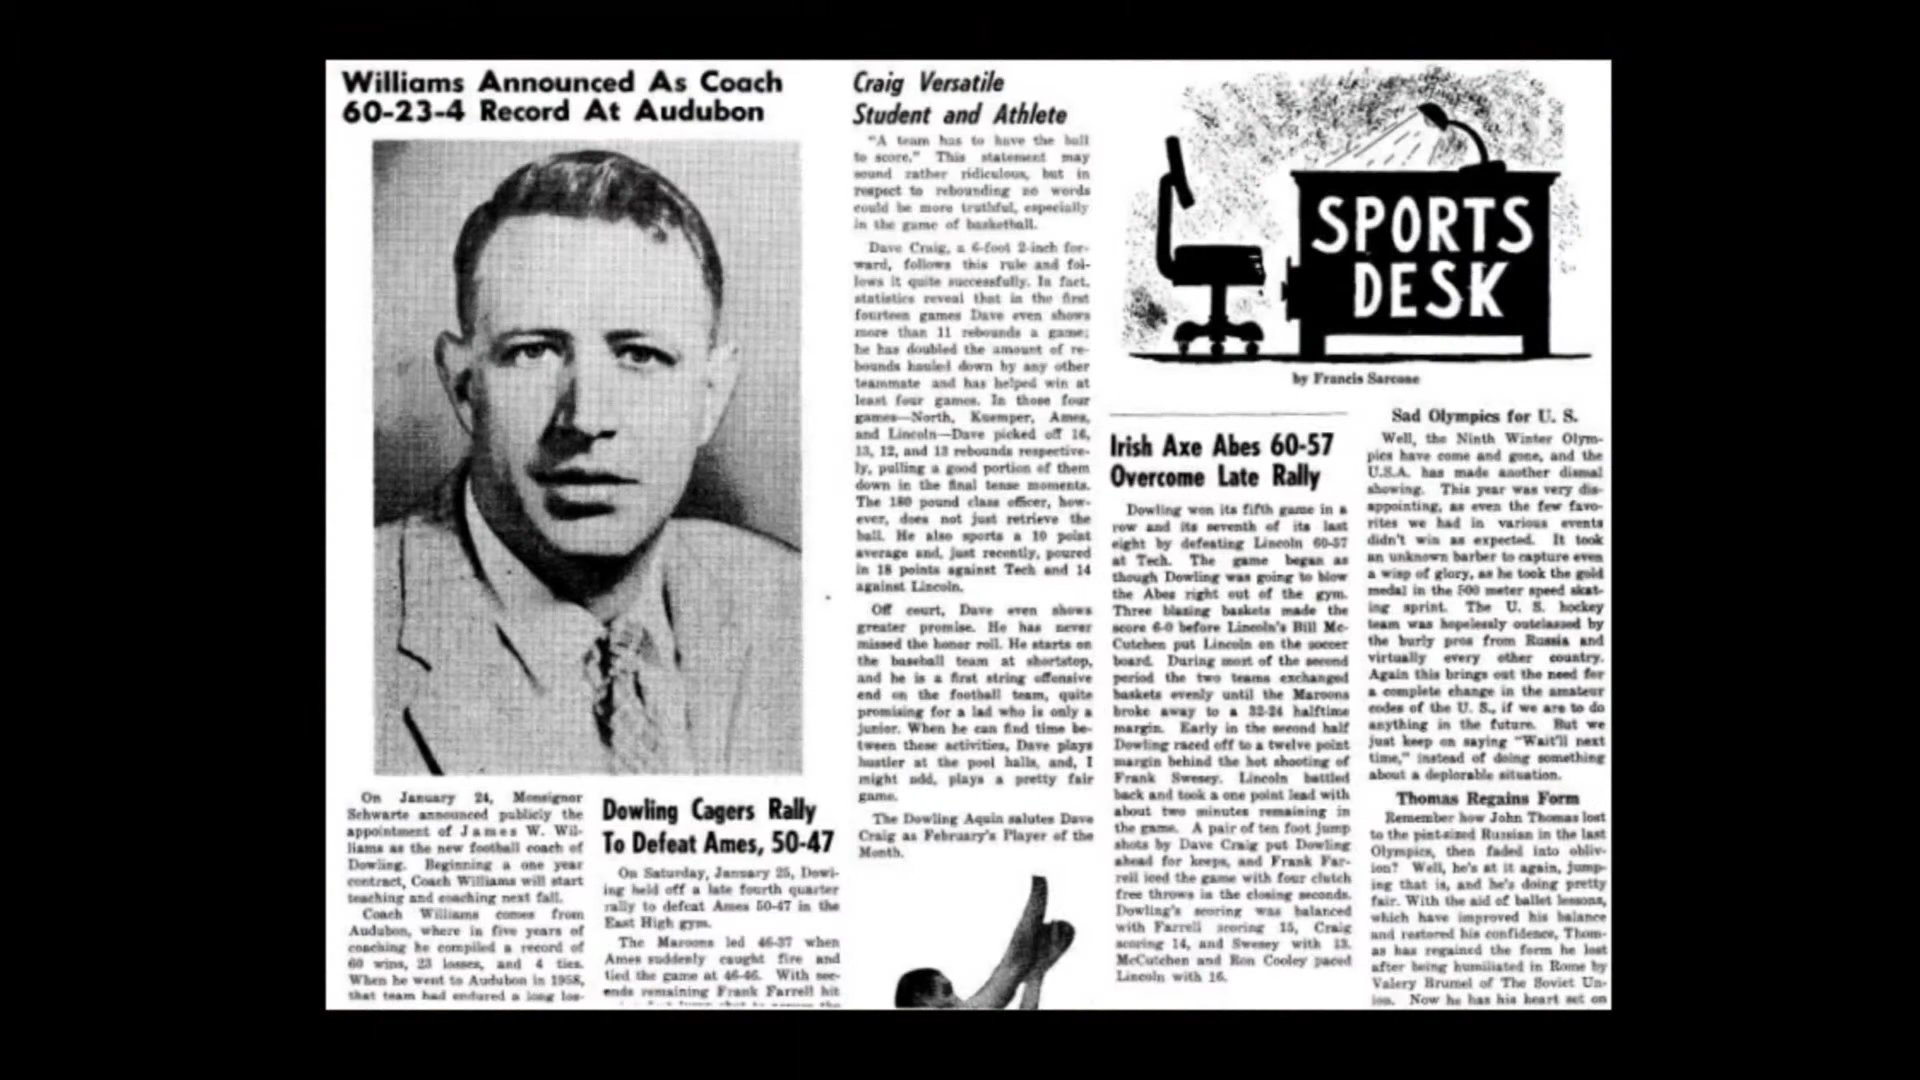 Williams Announced As Coach
60-23-4 Record At Audubon
On January 24, Monsignor
Schwarte announced publicly the
appointment of James W. Wil-
liams as the new football coach of
Dowling. Beginning a one year
contract, Coach Williams will start
teaching and coaching next fall.
Coach Williams comes from
Audubon, where in five years of
coaching he compiled a record of
60 wins, 23 losses, and 4 ties.
When he went to Audubon in 1958,
that team had endured a long los-
Dowling Cagers Rally
To Defeat Ames, 50-47
On Saturday, January 25, Dowl-
ing held off a late fourth quarter
rally to defeat Ames 50-47 in the
East High gym.
The Maroons led 46-37 when
Ames suddenly caught fire and
tied the game at 46-46. With sec-
onds remaining Frank Farrell hit
Craig Versatile
Student and Athlete
"A team has to have the ball
to score." This statement may
sound rather ridiculous, but in
respect to rebounding no words
could be more truthful, especially
in the game of basketball.
Dave Craig, a 6-foot 2-inch for-
ward, follows this rule and fol-
lows it quite successfully. In fact,
statistics reveal that in the first
fourteen games Dave even shows
more than 11 rebounds a game;
he has doubled the amount of re-
bounds hauled down by any other
teammate and has helped win at
least four games. In those four
games—North, Kuemper, Ames,
and Lincoln—Dave picked off 16,
13, 12, and 13 rebounds respective-
ly, pulling a good portion of them
down in the final tense moments.
The 180 pound class officer, how-
ever, does not just retrieve the
ball. He also sports a 10 point
average and, just recently, poured
in 18 points against Tech and 14
against Lincoln.
Off court, Dave even shows
greater promise. He has never
missed the honor roll. He starts on
the baseball team at shortstop,
and he is a first string offensive
end on the football team, quite
promising for a lad who is only a
junior. When he can find time be-
tween these activities, Dave plays
hustler at the pool halls, and, I
might add, plays a pretty fair
game.
The Dowling Aquin salutes Dave
Craig as February's Player of the
Month.
SPORTS
DESK
by Francis Sarcone
Irish Axe Abes 60-57
Overcome Late Rally
Dowling won its fifth game in a
row and its seventh of its last
eight by defeating Lincoln 60-57
at Tech. The game began as
though Dowling was going to blow
the Abes right out of the gym.
Three blazing baskets made the
score 6-0 before Lincoln's Bill Mc-
Cutchen put Lincoln on the soccer
board. During most of the second
period the two teams exchanged
baskets evenly until the Maroons
broke away to a 32-24 halftime
margin. Early in the second half
Dowling raced off to a twelve point
margin behind the hot shooting of
Frank Swesey. Lincoln battled
back and took a one point lead with
about two minutes remaining in
the game. A pair of ten foot jump
shots by Dave Craig put Dowling
ahead for keeps, and Frank Far-
rell iced the game with four clutch
free throws in the closing seconds.
Dowling's scoring was balanced
with Farrell scoring 15, Craig
scoring 14, and Swesey with 13.
McCutchen and Ron Cooley paced
Lincoln with 16.
Sad Olympics for U. S.
Well, the Ninth Winter Olym-
pics have come and gone, and the
U.S.A. has made another dismal
showing. This year was very dis-
appointing, as even the few favo-
rites we had in various events
didn't win as expected. It took
an unknown barber to capture even
a wisp of glory, as he took the gold
medal in the 500 meter speed skat-
ing sprint. The U. S. hockey
team was hopelessly outclassed by
the burly pros from Russia and
virtually every other country.
Again this brings out the need for
a complete change in the amateur
codes of the U. S., if we are to do
anything in the future. But we
just keep on saying "Wait'll next
time," instead of doing something
about a deplorable situation.
Thomas Regains Form
Remember how John Thomas lost
to the pint-sized Russian in the last
Olympics, then faded into obliv-
ion? Well, he's at it again, jump-
ing that is, and he's doing pretty
fair. With the aid of ballet lessons,
which have improved his balance
and restored his confidence, Thom-
as has regained the form he lost
after being humiliated in Rome by
Valery Brumel of The Soviet Un-
ion. Now he has his heart set on